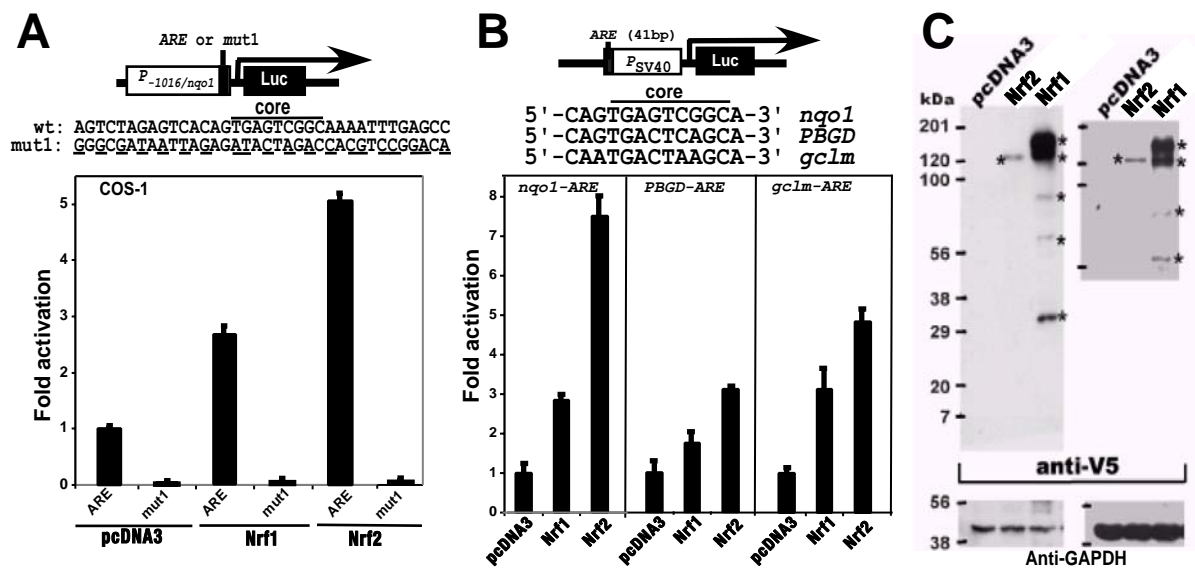 A
ARE or mut1
P-1016/nqo1
Luc
core
wt: AGTCTAGAGTCACAGTGAGTCGGCAAAATTTGAGCC
mut1: GGGCGATAATTAGAGATACTAGACCACGTCCGGACA
COS-1
Fold activation
5
3
2
1
0
ARE
mut1
ARE
mut1
ARE
mut1
pcDNA3
Nrf1
Nrf2
B
ARE (41bp)
PSV40
Luc
core
5'-CAGTGAGTCGGCA-3' nqo1
5'-CAGTGACTCAGCA-3' PBGD
5'-CAATGACTAAGCA-3' gclm
nqo1-ARE
PBGD-ARE
gclm-ARE
Fold activation
8
7
5
4
3
2
1
0
pcDNA3
Nrf1
Nrf2
pcDNA3
Nrf1
Nrf2
pcDNA3
Nrf1
Nrf2
C
pcDNA3
Nrf2
Nrf1
pcDNA3
Nrf2
Nrf1
kDa
201
120
100
56
38
29
20
7
*
*
*
*
*
*
*
*
*
*
*
anti-V5
56
38
Anti-GAPDH